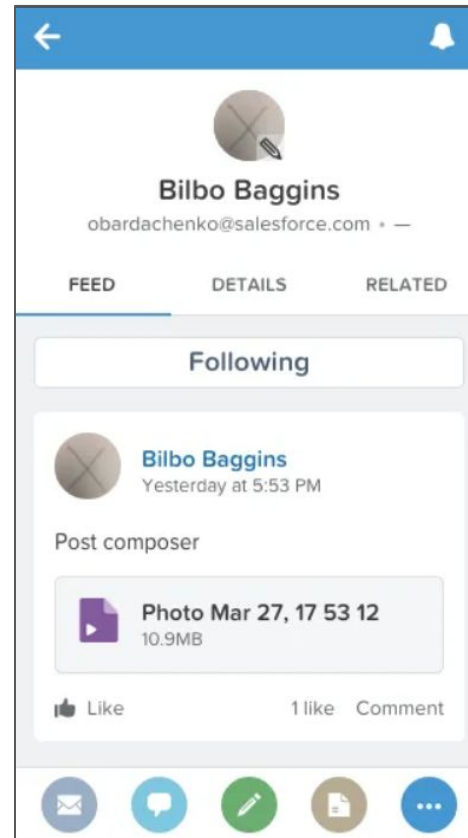 Bilbo Baggins
obardachenko@salesforce.com • —
FEED DETAILS RELATED
Following
Bilbo Baggins
Yesterday at 5:53 PM
Post composer
Photo Mar 27, 17 53 12
10.9MB
Like 1 like Comment